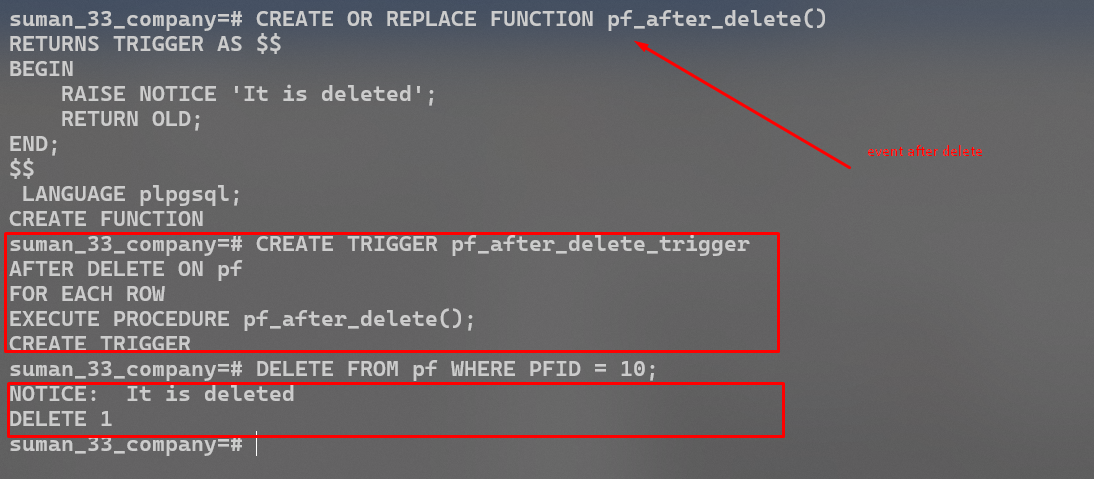 suman_33_company=# CREATE OR REPLACE FUNCTION pf_after_delete()
RETURNS TRIGGER AS $$
BEGIN
    RAISE NOTICE 'It is deleted';
    RETURN OLD;
END;
event after delete
$$
 LANGUAGE plpgsql;
CREATE FUNCTION
suman_33_company=# CREATE TRIGGER pf_after_delete_trigger
AFTER DELETE ON pf
FOR EACH ROW
EXECUTE PROCEDURE pf_after_delete();
CREATE TRIGGER
suman_33_company=# DELETE FROM pf WHERE PFID = 10;
NOTICE:  It is deleted
DELETE 1
suman_33_company=#